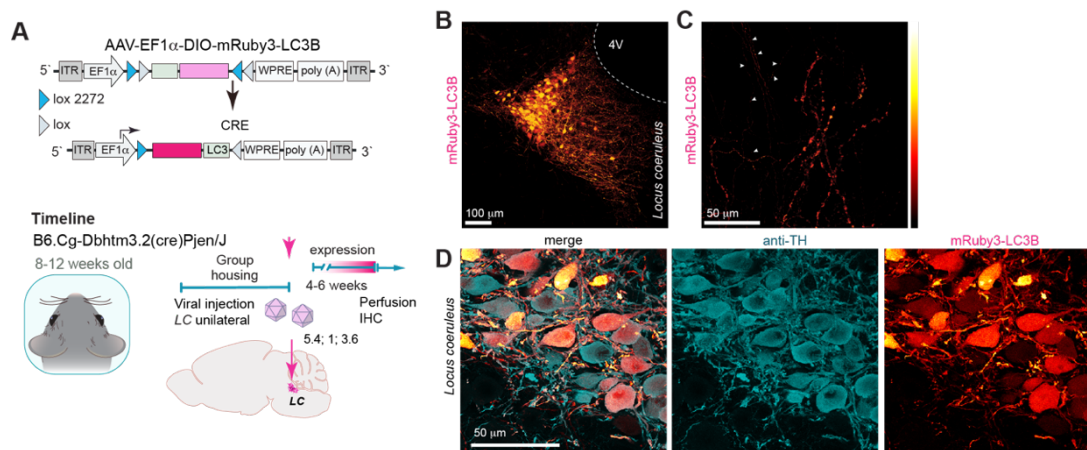 A
AAV-EF1α-DIO-mRuby3-LC3B
5` ITR EF1α WPRE poly (A) ITR 3`
lox 2272
lox
CRE
5` ITR EF1α LC3 WPRE poly (A) ITR 3`
Timeline
B6.Cg-Dbhtm3.2(cre)Pjen/J
8-12 weeks old
Group
housing
expression
4-6 weeks
Viral injection
LC unilateral
Perfusion
IHC
5.4; 1; 3.6
LC
B
mRuby3-LC3B
4V
Locus coeruleus
100 μm
C
mRuby3-LC3B
50 μm
D
merge
anti-TH
mRuby3-LC3B
Locus coeruleus
50 μm